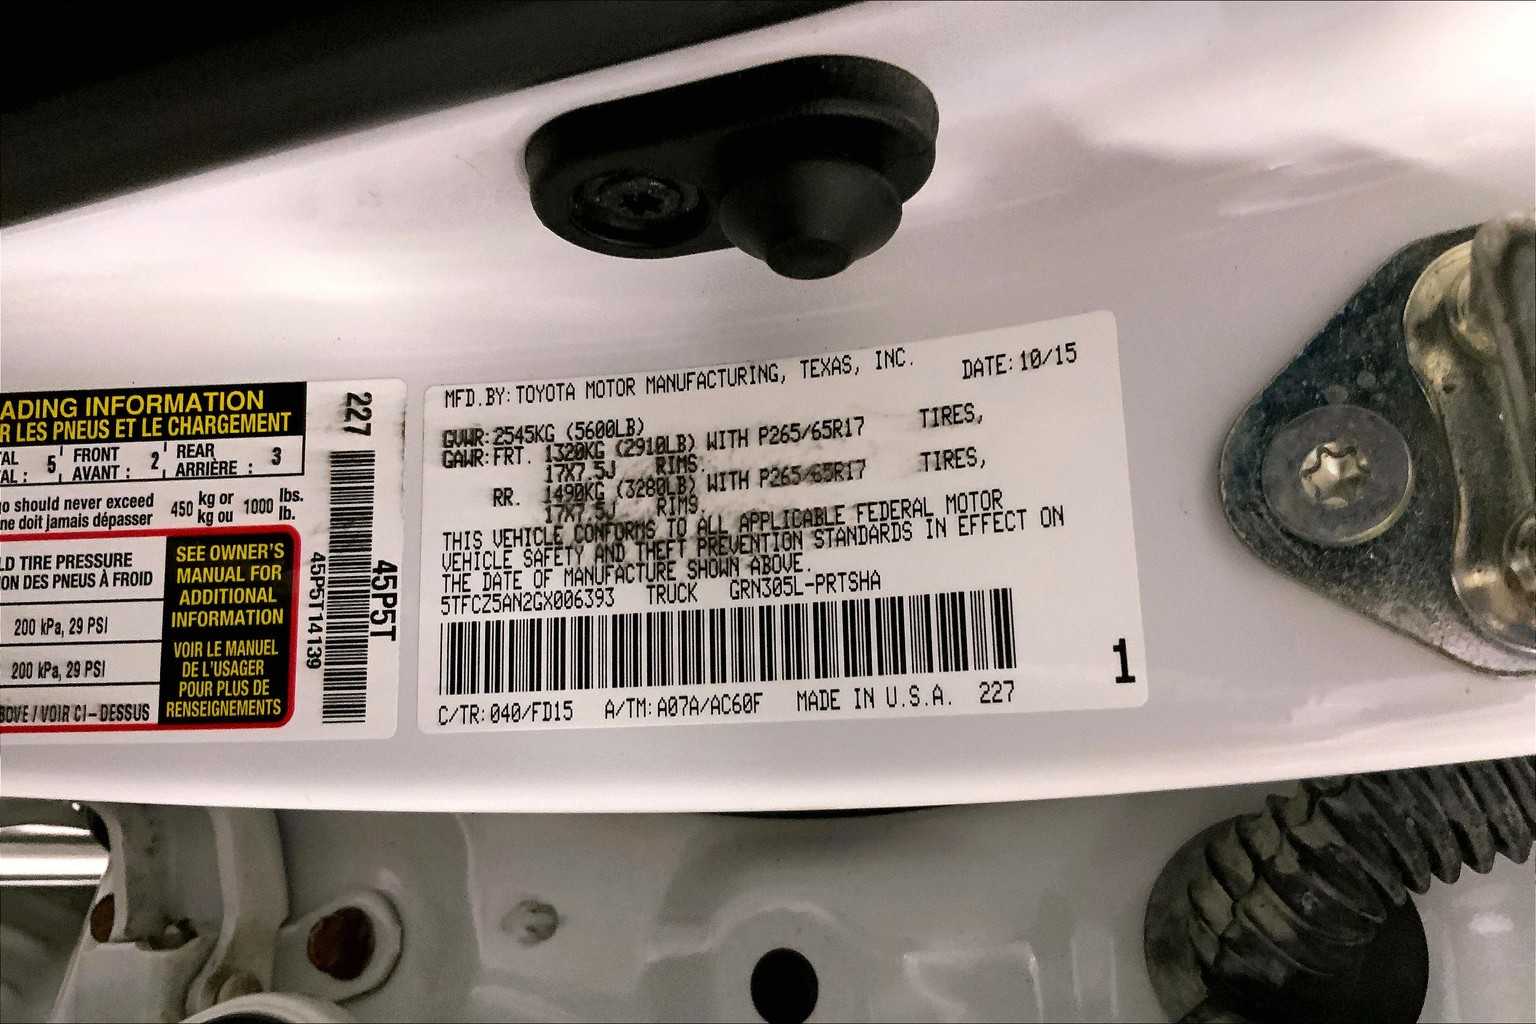 ADING INFORMATION
R LES PNEUS ET LE CHARGEMENT
TAL
AL : 5
FRONT
AVANT : 2
REAR
ARRIÈRE : 3
go should never exceed
ne doit jamais dépasser
450 kg or 1000 lbs.
kg ou lb.
LD TIRE PRESSURE
ION DES PNEUS À FROID
200 kPa, 29 PSI
200 kPa, 29 PSI
BOVE / VOIR CI-DESSUS
SEE OWNER'S
MANUAL FOR
ADDITIONAL
INFORMATION
VOIR LE MANUEL
DE L'USAGER
POUR PLUS DE
RENSEIGNEMENTS
227
45P5T14139
45P5T
MFD.BY:TOYOTA MOTOR MANUFACTURING, TEXAS, INC. DATE:10/15
GVWR:2545KG (5600LB)
GAWR:FRT. 1320KG (2910LB) WITH P265/65R17 TIRES,
17X7.5J RIMS.
RR. 1490KG (3280LB) WITH P265/65R17 TIRES,
17X7.5J RIMS.
THIS VEHICLE CONFORMS TO ALL APPLICABLE FEDERAL MOTOR
VEHICLE SAFETY AND THEFT PREVENTION STANDARDS IN EFFECT ON
THE DATE OF MANUFACTURE SHOWN ABOVE.
5TFCZ5AN2GX006393 TRUCK GRN305L-PRTSHA
C/TR:040/FD15 A/TM:A07A/AC60F MADE IN U.S.A. 227
1